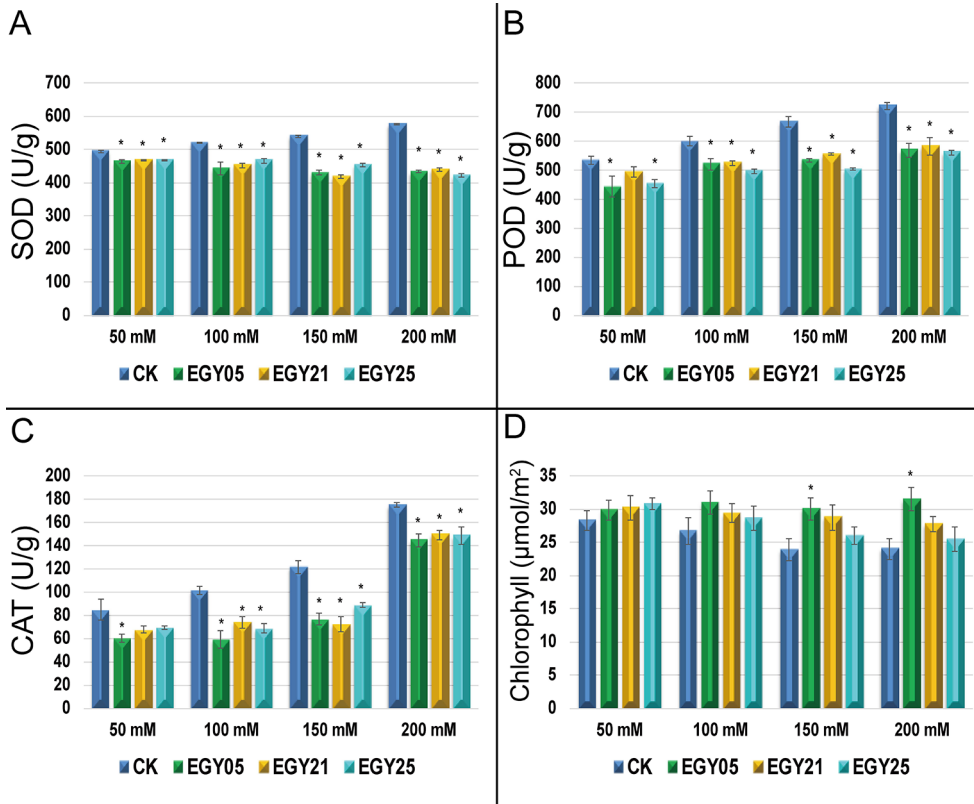 A
SOD (U/g)
700
600
500
400
300
200
100
0
* * *
* * *
* * *
* * *
50 mM 100 mM 150 mM 200 mM
CK EGY05 EGY21 EGY25
B
POD (U/g)
800
700
600
500
400
300
200
100
0
* *
* * *
* * *
* * *
50 mM 100 mM 150 mM 200 mM
CK EGY05 EGY21 EGY25
C
CAT (U/g)
200
180
160
140
120
100
80
60
40
20
0
*
* * *
* * *
* * *
50 mM 100 mM 150 mM 200 mM
CK EGY05 EGY21 EGY25
D
Chlorophyll (µmol/m²)
35
30
25
20
15
10
5
0
*
*
50 mM 100 mM 150 mM 200 mM
CK EGY05 EGY21 EGY25